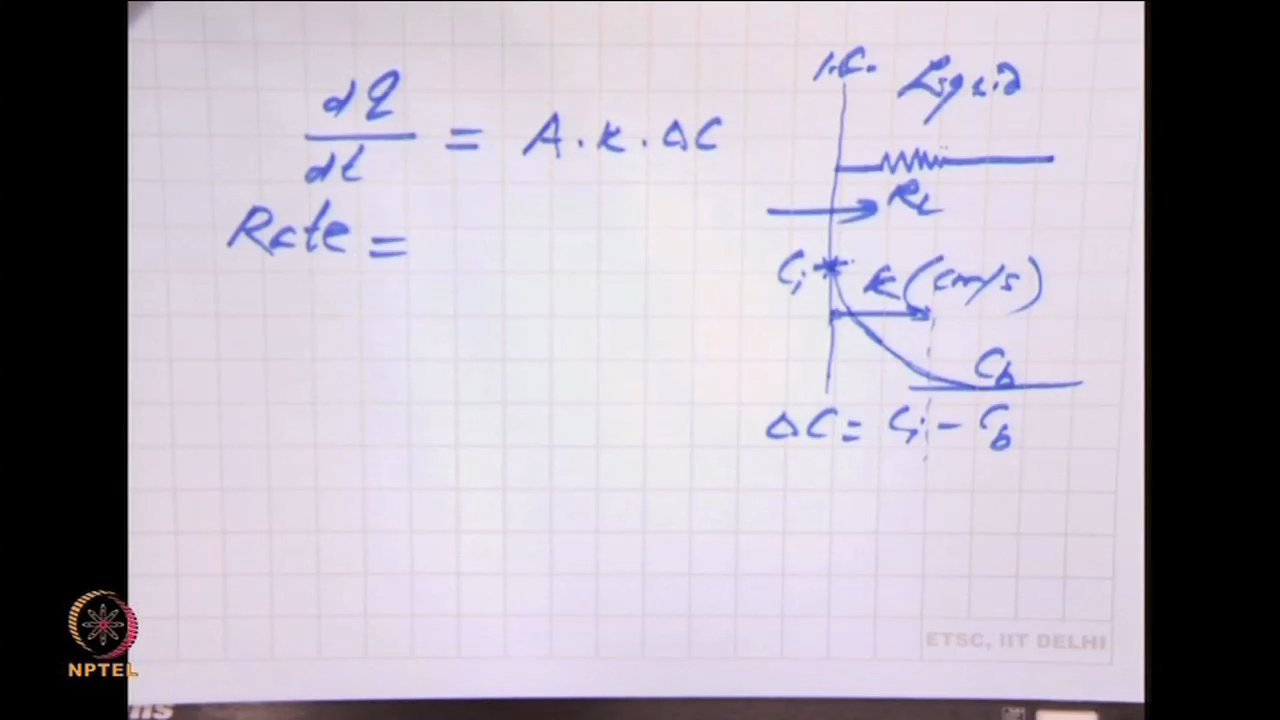 dq/dt = A . k . ΔC
Rate =
I.C. Liquid
RL
Ci k (cm/s)
Cb
ΔC = Ci - Cb
ETSC, IIT DELHI
NPTEL